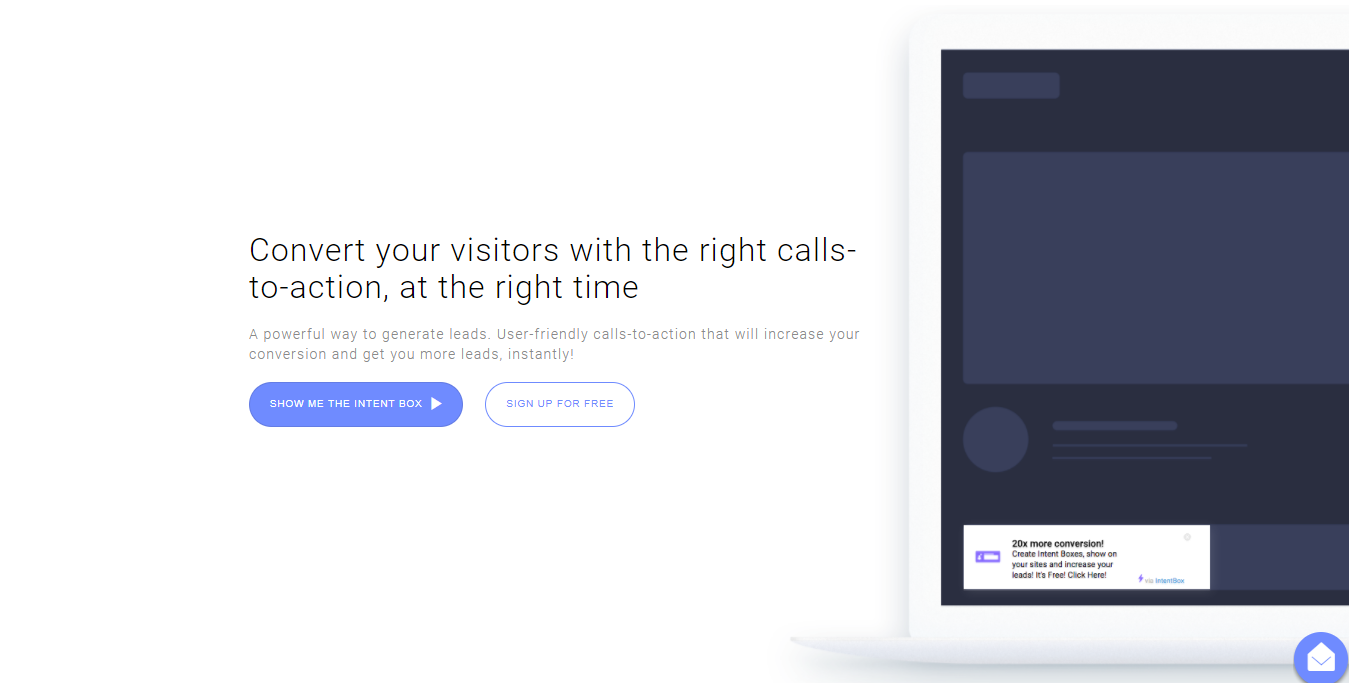 Convert your visitors with the right calls-
to-action, at the right time
A powerful way to generate leads. User-friendly calls-to-action that will increase your
conversion and get you more leads, instantly!
SHOW ME THE INTENT BOX
SIGN UP FOR FREE
20x more conversion!
Create Intent Boxes, show on
your sites and increase your
leads! It's Free! Click Here!
via IntentBox